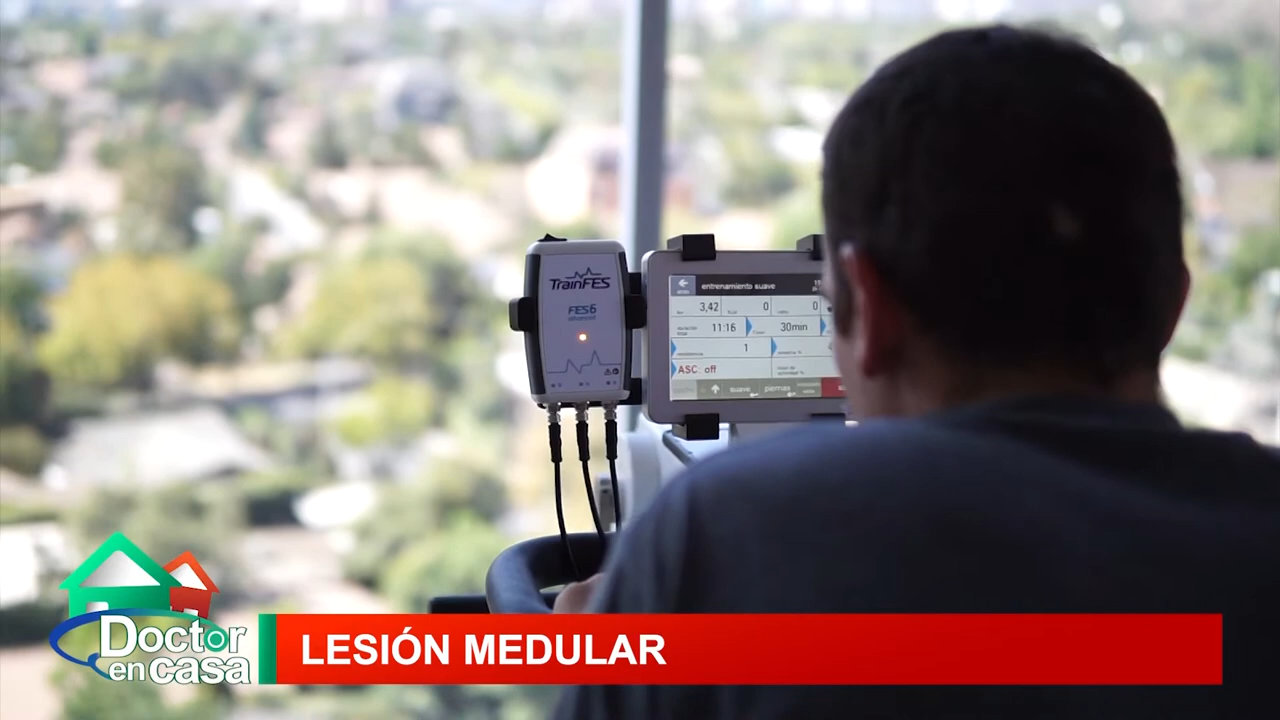 TrainFES
FES6
advanced
entrenamiento suave
3,42
0
0
11:16
30min
1
ASC: off
suave
piernas
Doctor
en casa
LESIÓN MEDULAR